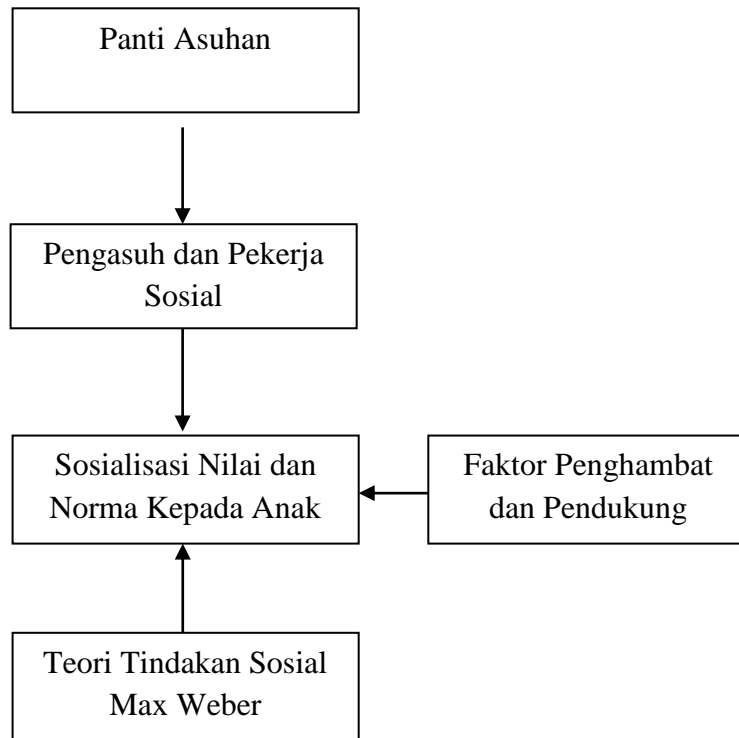 Panti Asuhan
Pengasuh dan Pekerja
Sosial
Sosialisasi Nilai dan
Norma Kepada Anak
Faktor Penghambat
dan Pendukung
Teori Tindakan Sosial
Max Weber